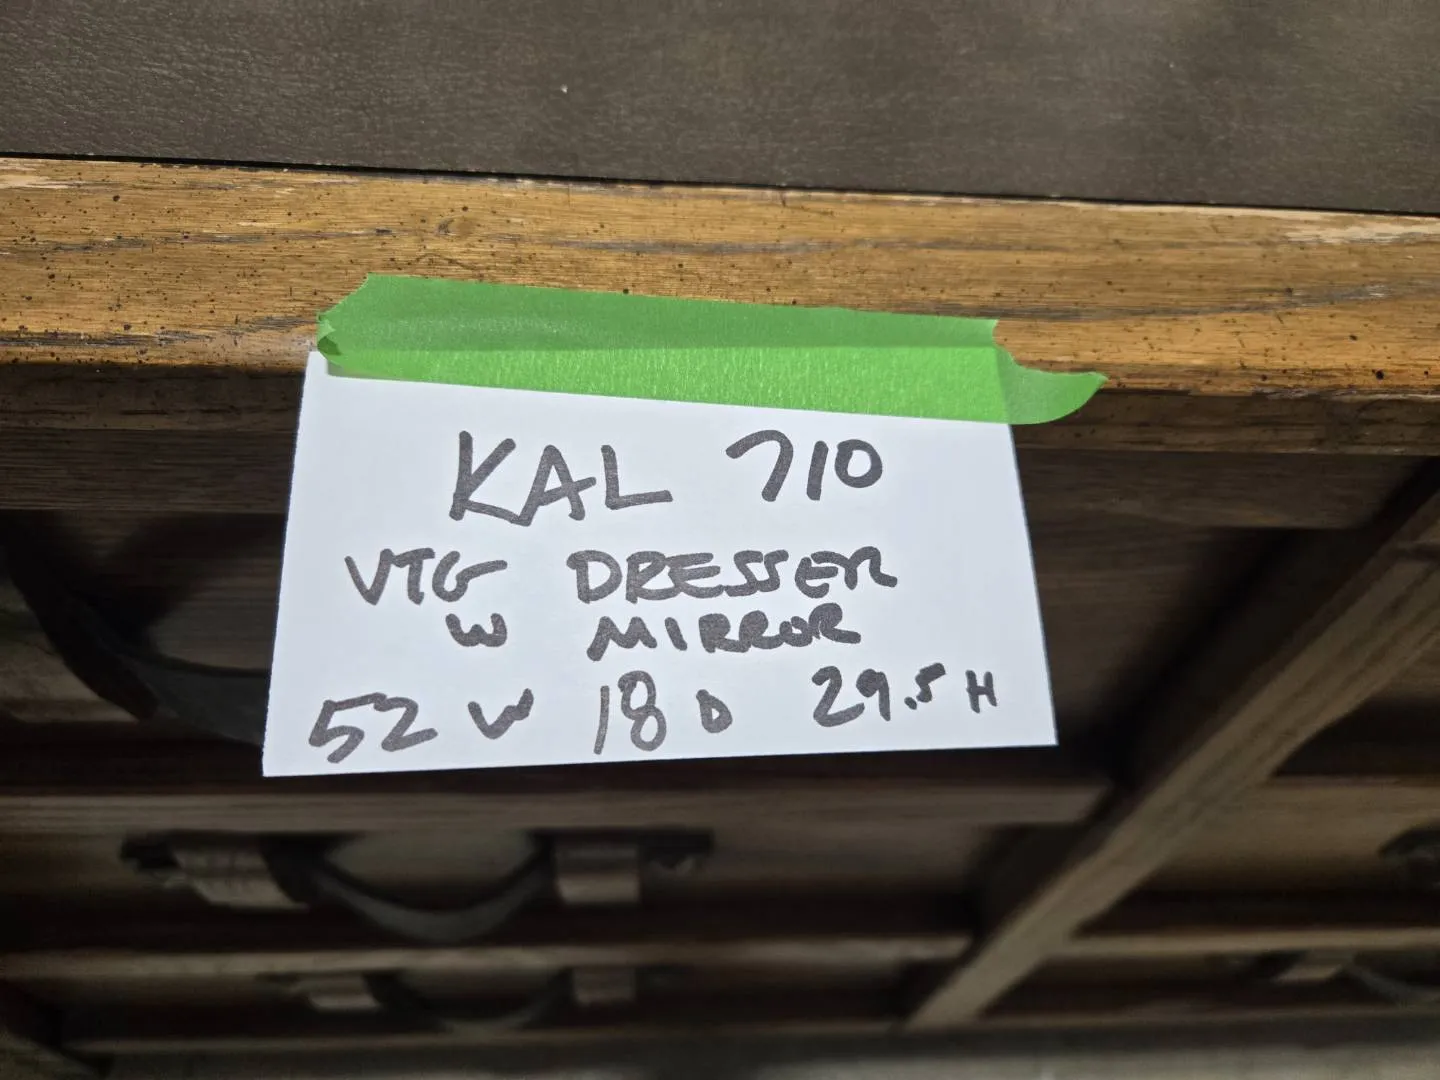 KAL 710
VTG DRESSER
W MIRROR
52 W 18 D 29.5 H